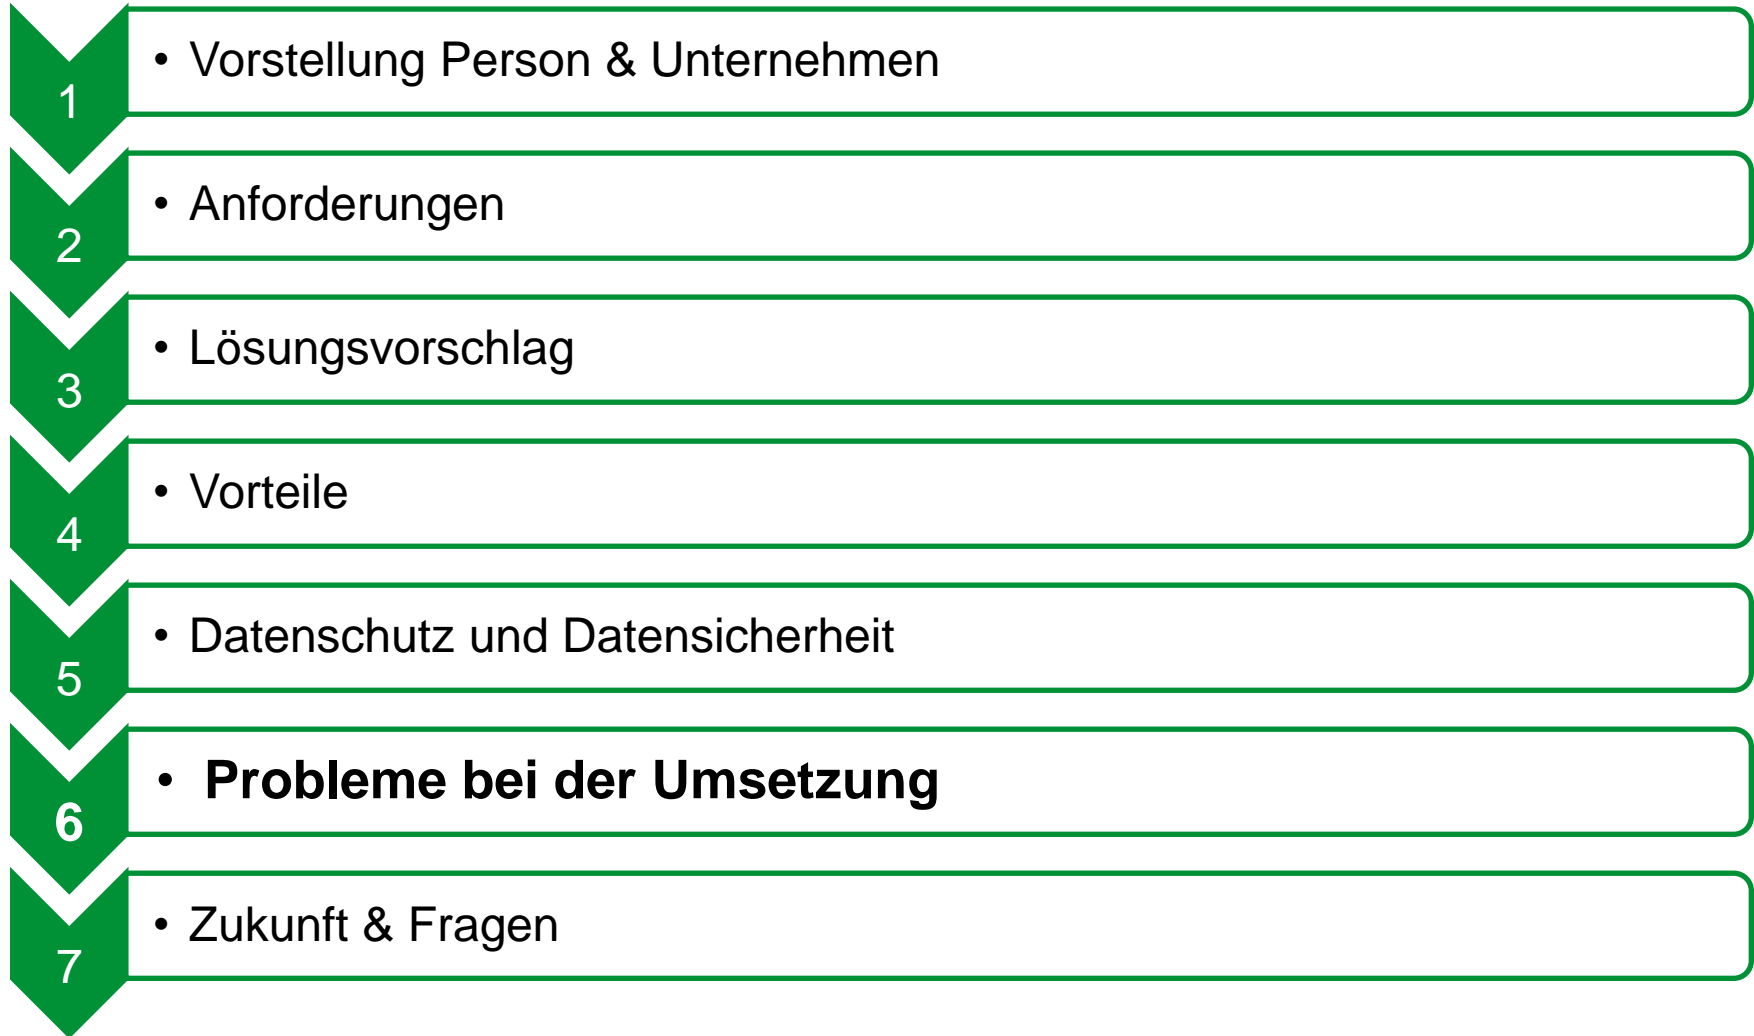 1
• Vorstellung Person & Unternehmen
2
• Anforderungen
3
• Lösungsvorschlag
4
• Vorteile
5
• Datenschutz und Datensicherheit
6
• Probleme bei der Umsetzung
7
• Zukunft & Fragen